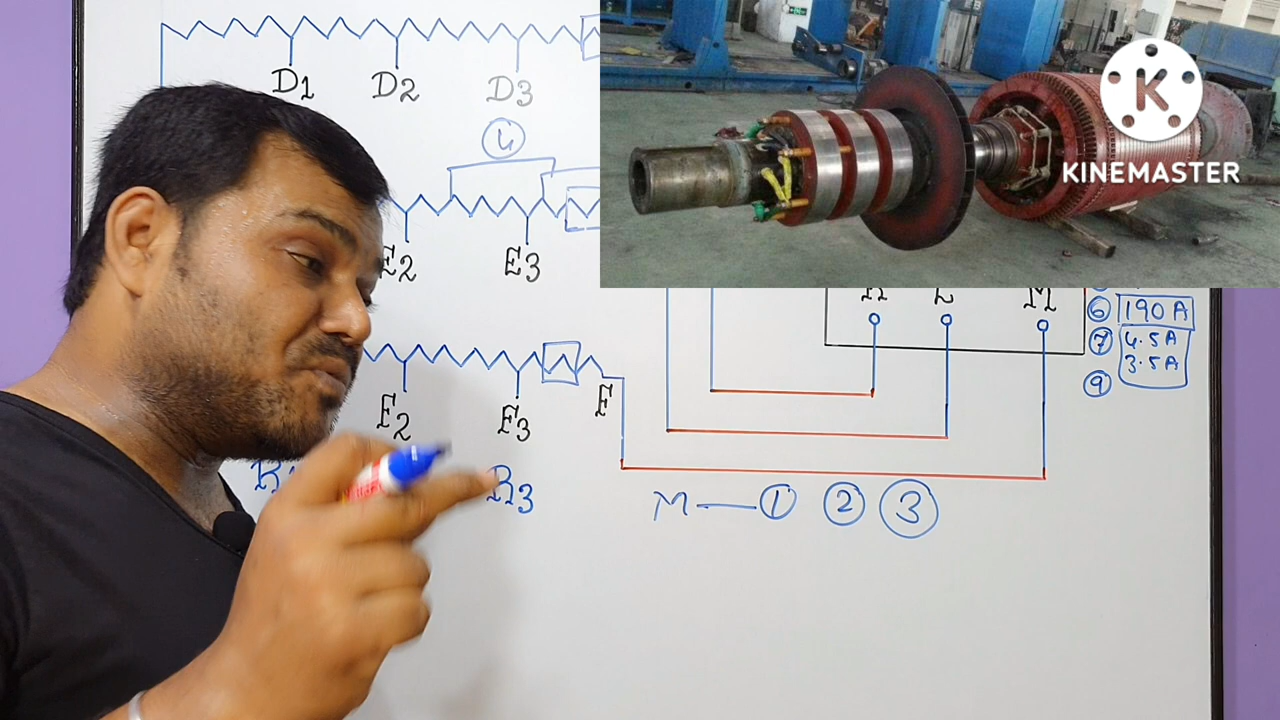 D1 D2 D3
4
K
KINEMASTER
E2 E3
K L M
6 190 A
7 4.5A
3.5A
9
F2 F3 F
R3
M — 1 2 3